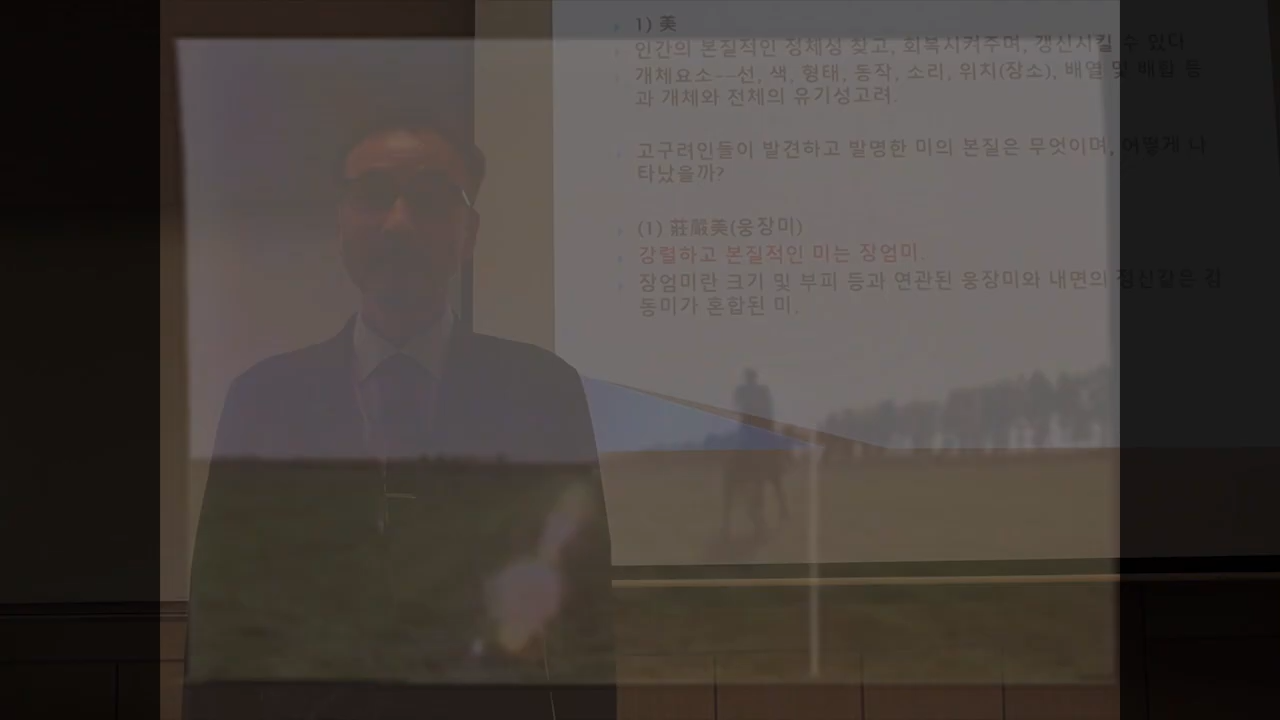 1) 美
인간의 본질적인 정체성 찾고, 회복시켜주며, 갱신시킬 수 있다
개체요소--선, 색, 형태, 동작, 소리, 위치(장소), 배열 및 배합 등
과 개체와 전체의 유기성고려.
고구려인들이 발견하고 발명한 미의 본질은 무엇이며, 어떻게 나
타났을까?
(1) 莊嚴美(웅장미)
강렬하고 본질적인 미는 장엄미.
장엄미란 크기 및 부피 등과 연관된 웅장미와 내면의 정신깊은 감
동미가 혼합된 미.